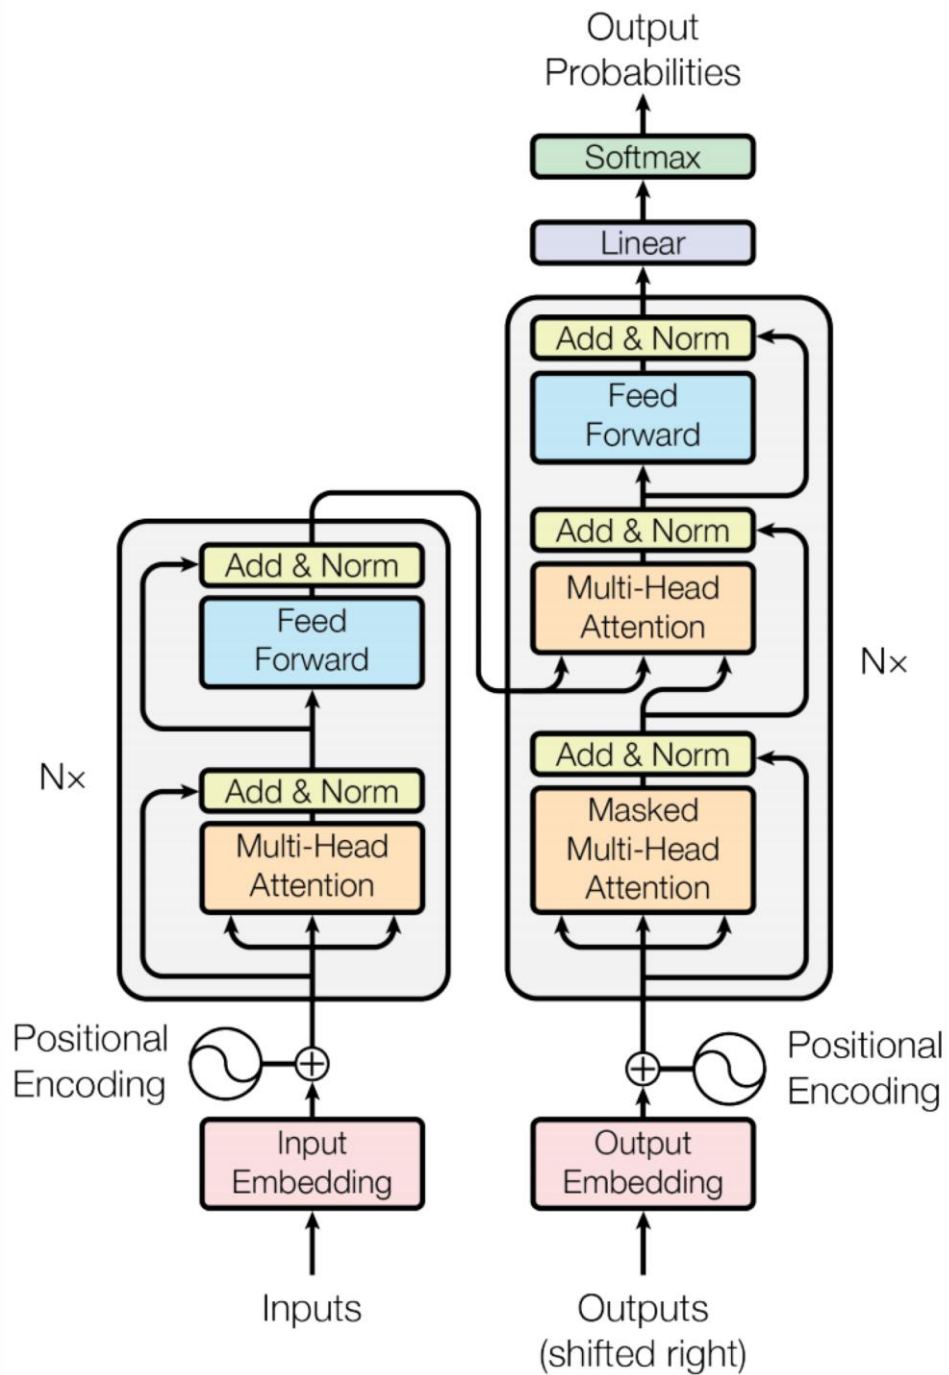 Output
Probabilities
Softmax
Linear
Add & Norm
Feed
Forward
Add & Norm
Multi-Head
Attention
Add & Norm
Masked
Multi-Head
Attention
N×
Add & Norm
Feed
Forward
Add & Norm
Multi-Head
Attention
N×
Positional
Encoding
Positional
Encoding
Input
Embedding
Output
Embedding
Inputs
Outputs
(shifted right)